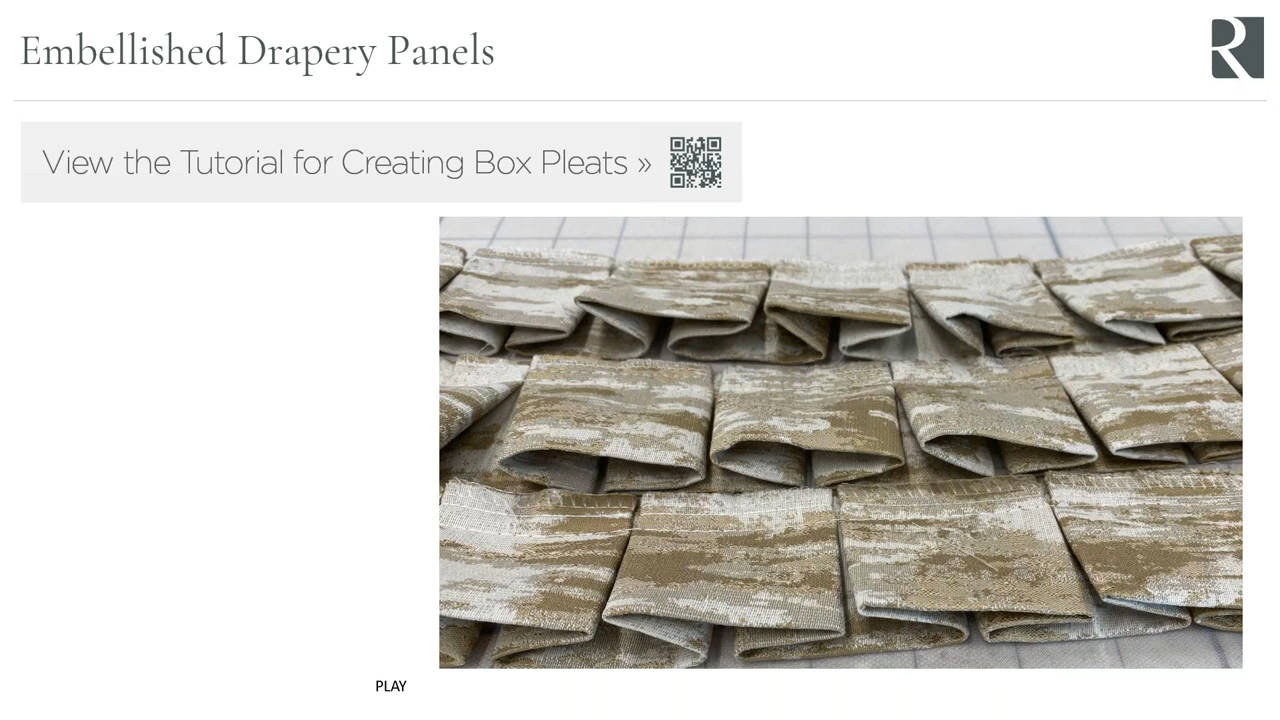 Embellished Drapery Panels
R
View the Tutorial for Creating Box Pleats »
PLAY